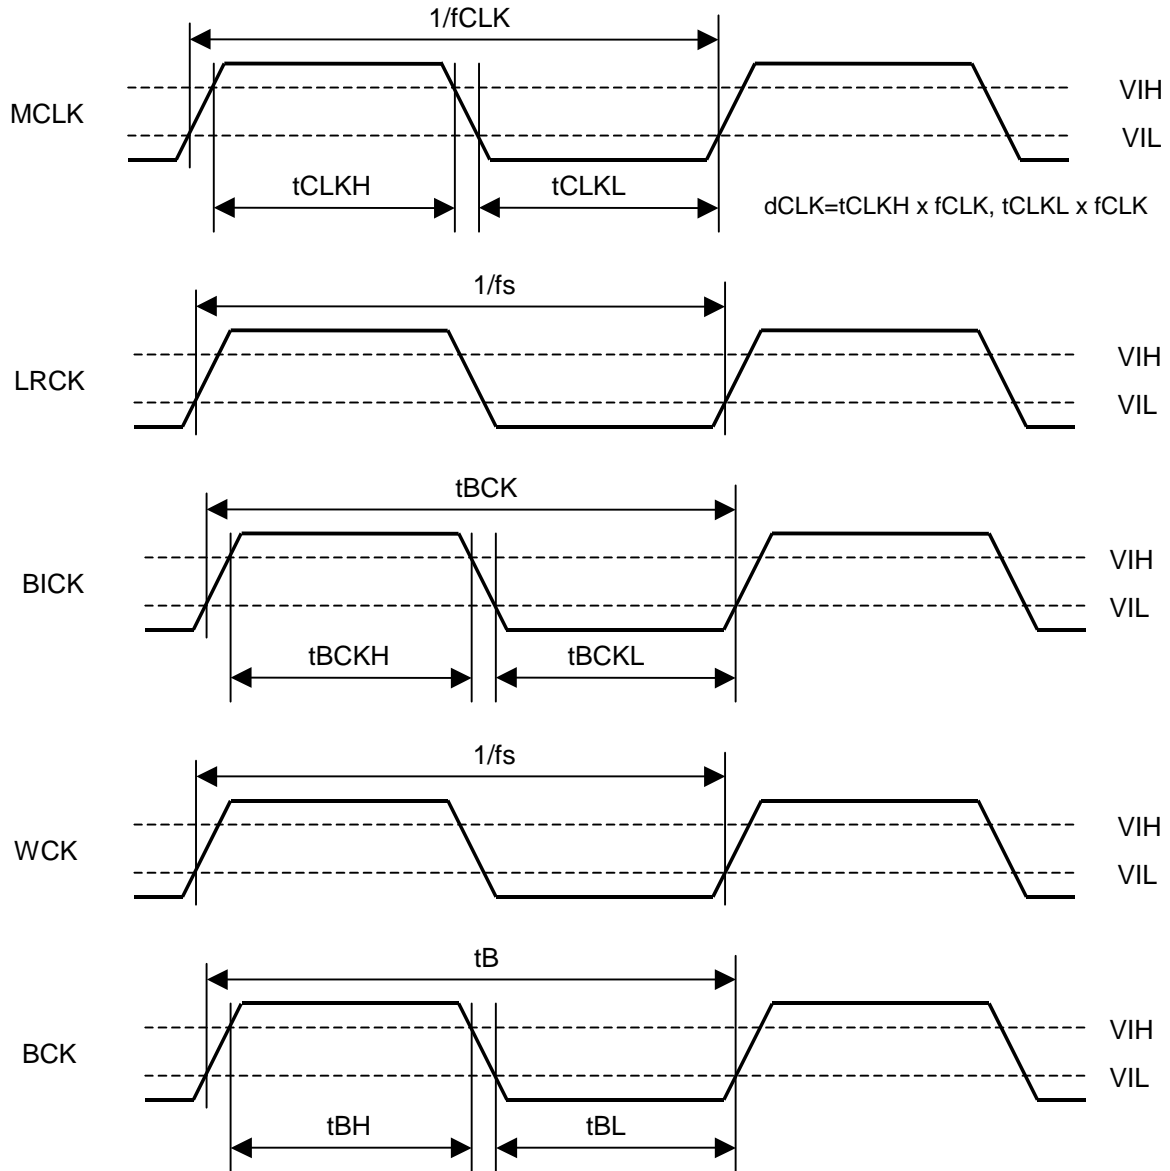 1/fCLK
MCLK
VIH
VIL
tCLKH
tCLKL
dCLK=tCLKH x fCLK, tCLKL x fCLK
1/fs
LRCK
VIH
VIL
tBCK
BICK
VIH
VIL
tBCKH
tBCKL
1/fs
WCK
VIH
VIL
tB
BCK
VIH
VIL
tBH
tBL